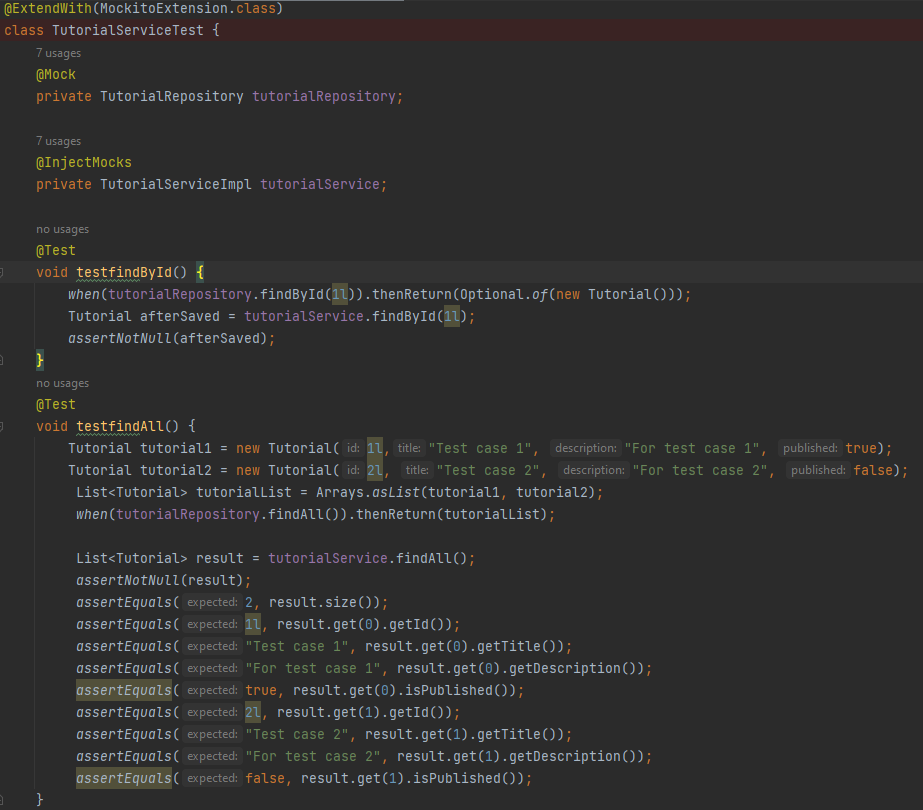 @ExtendWith(MockitoExtension.class)
class TutorialServiceTest {
7 usages
@Mock
private TutorialRepository tutorialRepository;
7 usages
@InjectMocks
private TutorialServiceImpl tutorialService;
no usages
@Test
void testfindById() {
when(tutorialRepository.findById(1l)).thenReturn(Optional.of(new Tutorial()));
Tutorial afterSaved = tutorialService.findById(1l);
assertNotNull(afterSaved);
}
no usages
@Test
void testfindAll() {
Tutorial tutorial1 = new Tutorial( id: 1l, title: "Test case 1", description: "For test case 1", published: true);
Tutorial tutorial2 = new Tutorial( id: 2l, title: "Test case 2", description: "For test case 2", published: false);
List<Tutorial> tutorialList = Arrays.asList(tutorial1, tutorial2);
when(tutorialRepository.findAll()).thenReturn(tutorialList);
List<Tutorial> result = tutorialService.findAll();
assertNotNull(result);
assertEquals( expected: 2, result.size());
assertEquals( expected: 1l, result.get(0).getId());
assertEquals( expected: "Test case 1", result.get(0).getTitle());
assertEquals( expected: "For test case 1", result.get(0).getDescription());
assertEquals( expected: true, result.get(0).isPublished());
assertEquals( expected: 2l, result.get(1).getId());
assertEquals( expected: "Test case 2", result.get(1).getTitle());
assertEquals( expected: "For test case 2", result.get(1).getDescription());
assertEquals( expected: false, result.get(1).isPublished());
}